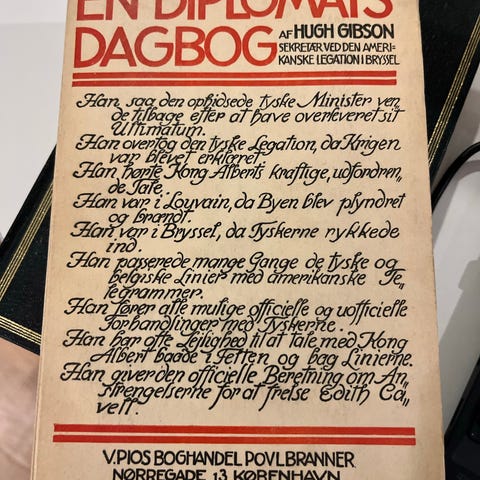 EN DIPLOMATS
DAGBOG AF HUGH GIBSON
SEKRETÆR VED DEN AMERI-
KANSKE LEGATION I BRYSSEL
Han saa den ophidsede tyske Minister ven„
de tilbage efter at have overleveret sit
Ultimatum.
Han overtog den tyske Legation, da Krigen
var blevet erklæret.
Han hørte Kong Alberts kraftige, udfordren„
de Tale.
Han var i Louvain, da Byen blev plyndret
og brændt.
Han var i Bryssel, da Tyskerne rykkede
ind.
Han passerede mange Gange de tyske og
belgiske Linier med amerikanske Te„
legrammer.
Han fører alle mulige officielle og uofficielle
Forhandlinger med Tyskerne.
Han har ofte Lejlighed til at tale med Kong
Albert baade i Felten og bag Linierne.
Han giver den officielle Beretning om An„
strengelserne for at frelse Edith Ca„
vell.
V. PIOS BOGHANDEL POVL BRANNER
NØRREGADE 13 KØBENHAVN